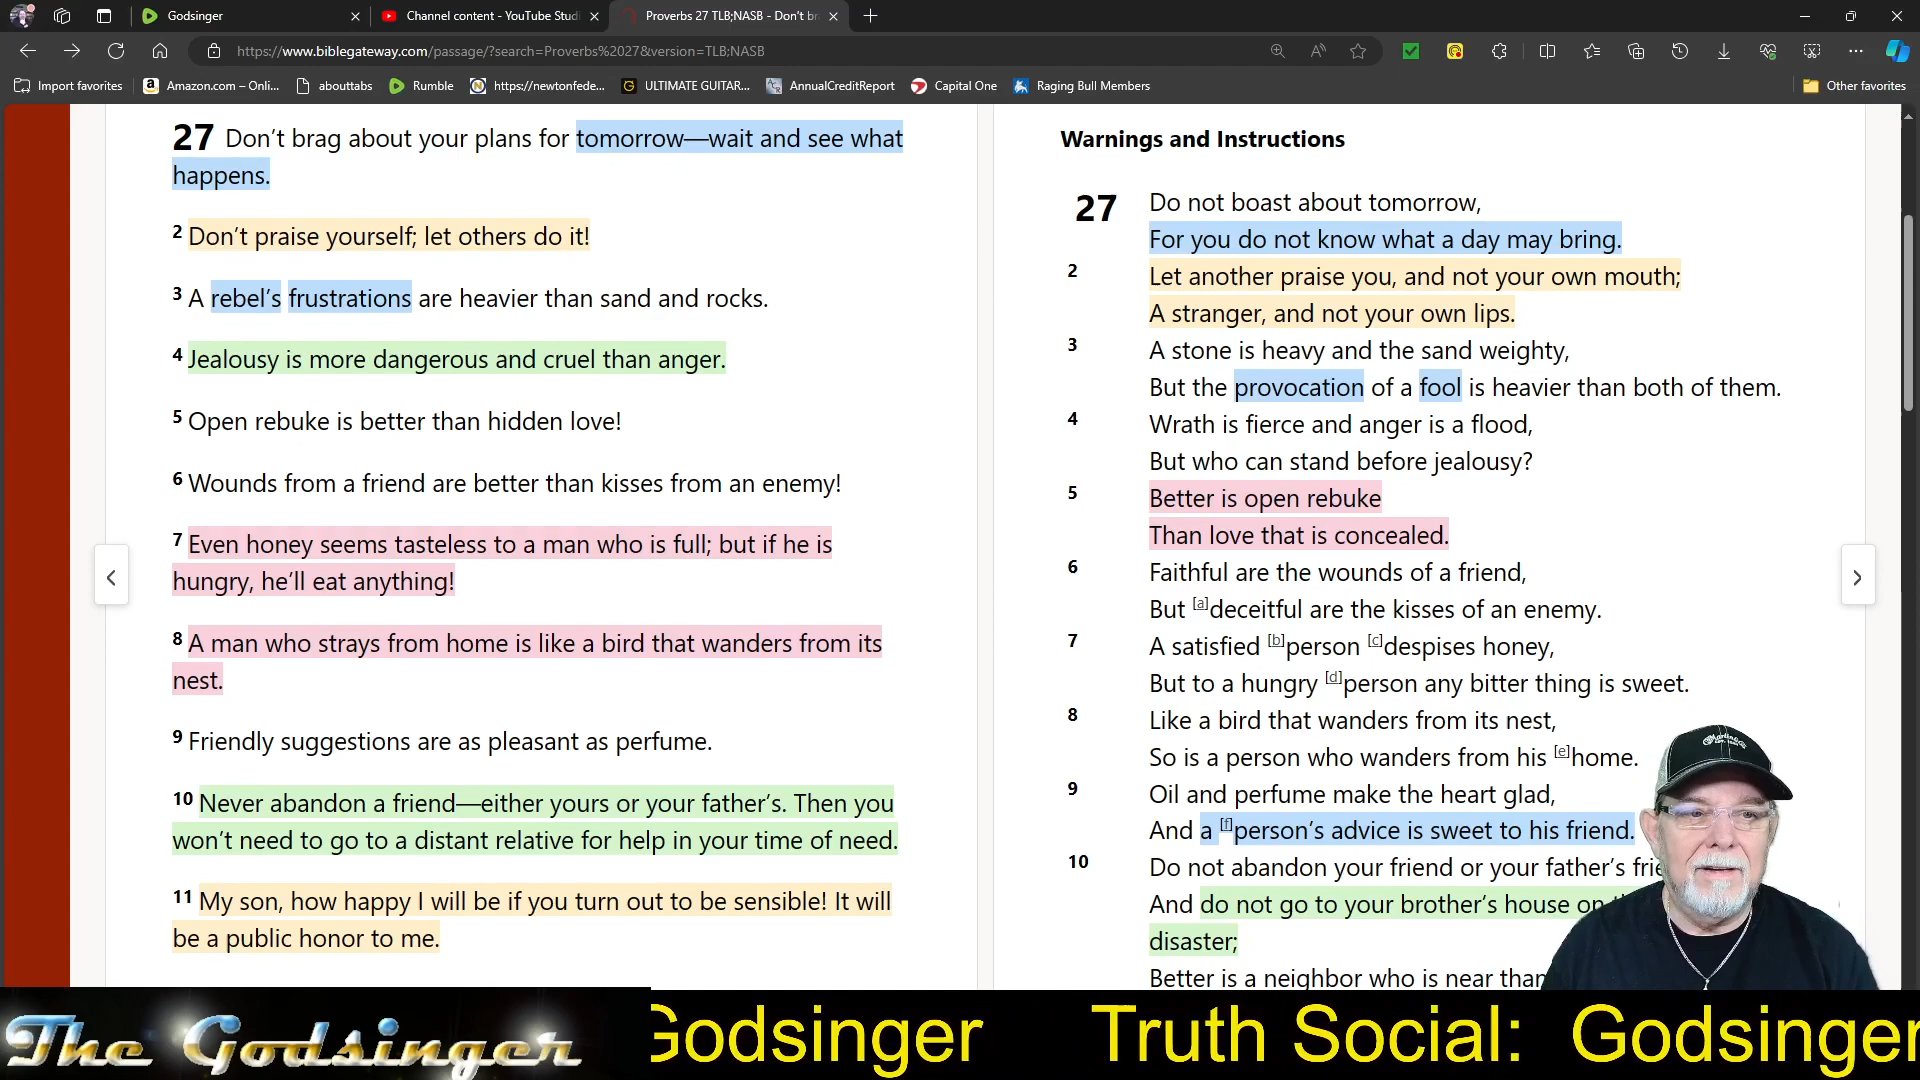 Godsinger
Channel content - YouTube Studi
Proverbs 27 TLB;NASB - Don't br
https://www.biblegateway.com/passage/?search=Proverbs%2027&version=TLB;NASB
Import favorites
Amazon.com – Onli...
abouttabs
Rumble
https://newtonfede...
ULTIMATE GUITAR...
AnnualCreditReport
Capital One
Raging Bull Members
Other favorites
27 Don't brag about your plans for tomorrow—wait and see what
happens.
2 Don't praise yourself; let others do it!
3 A rebel's frustrations are heavier than sand and rocks.
4 Jealousy is more dangerous and cruel than anger.
5 Open rebuke is better than hidden love!
6 Wounds from a friend are better than kisses from an enemy!
7 Even honey seems tasteless to a man who is full; but if he is
hungry, he'll eat anything!
8 A man who strays from home is like a bird that wanders from its
nest.
9 Friendly suggestions are as pleasant as perfume.
10 Never abandon a friend—either yours or your father's. Then you
won't need to go to a distant relative for help in your time of need.
11 My son, how happy I will be if you turn out to be sensible! It will
be a public honor to me.
Warnings and Instructions
27 Do not boast about tomorrow,
For you do not know what a day may bring.
2 Let another praise you, and not your own mouth;
A stranger, and not your own lips.
3 A stone is heavy and the sand weighty,
But the provocation of a fool is heavier than both of them.
4 Wrath is fierce and anger is a flood,
But who can stand before jealousy?
5 Better is open rebuke
Than love that is concealed.
6 Faithful are the wounds of a friend,
But [a]deceitful are the kisses of an enemy.
7 A satisfied [b]person [c]despises honey,
But to a hungry [d]person any bitter thing is sweet.
8 Like a bird that wanders from its nest,
So is a person who wanders from his [e]home.
9 Oil and perfume make the heart glad,
And a [f]person's advice is sweet to his friend.
10 Do not abandon your friend or your father's frie
And do not go to your brother's house on
disaster;
Better is a neighbor who is near than
The Godsinger
Godsinger Truth Social: Godsinger